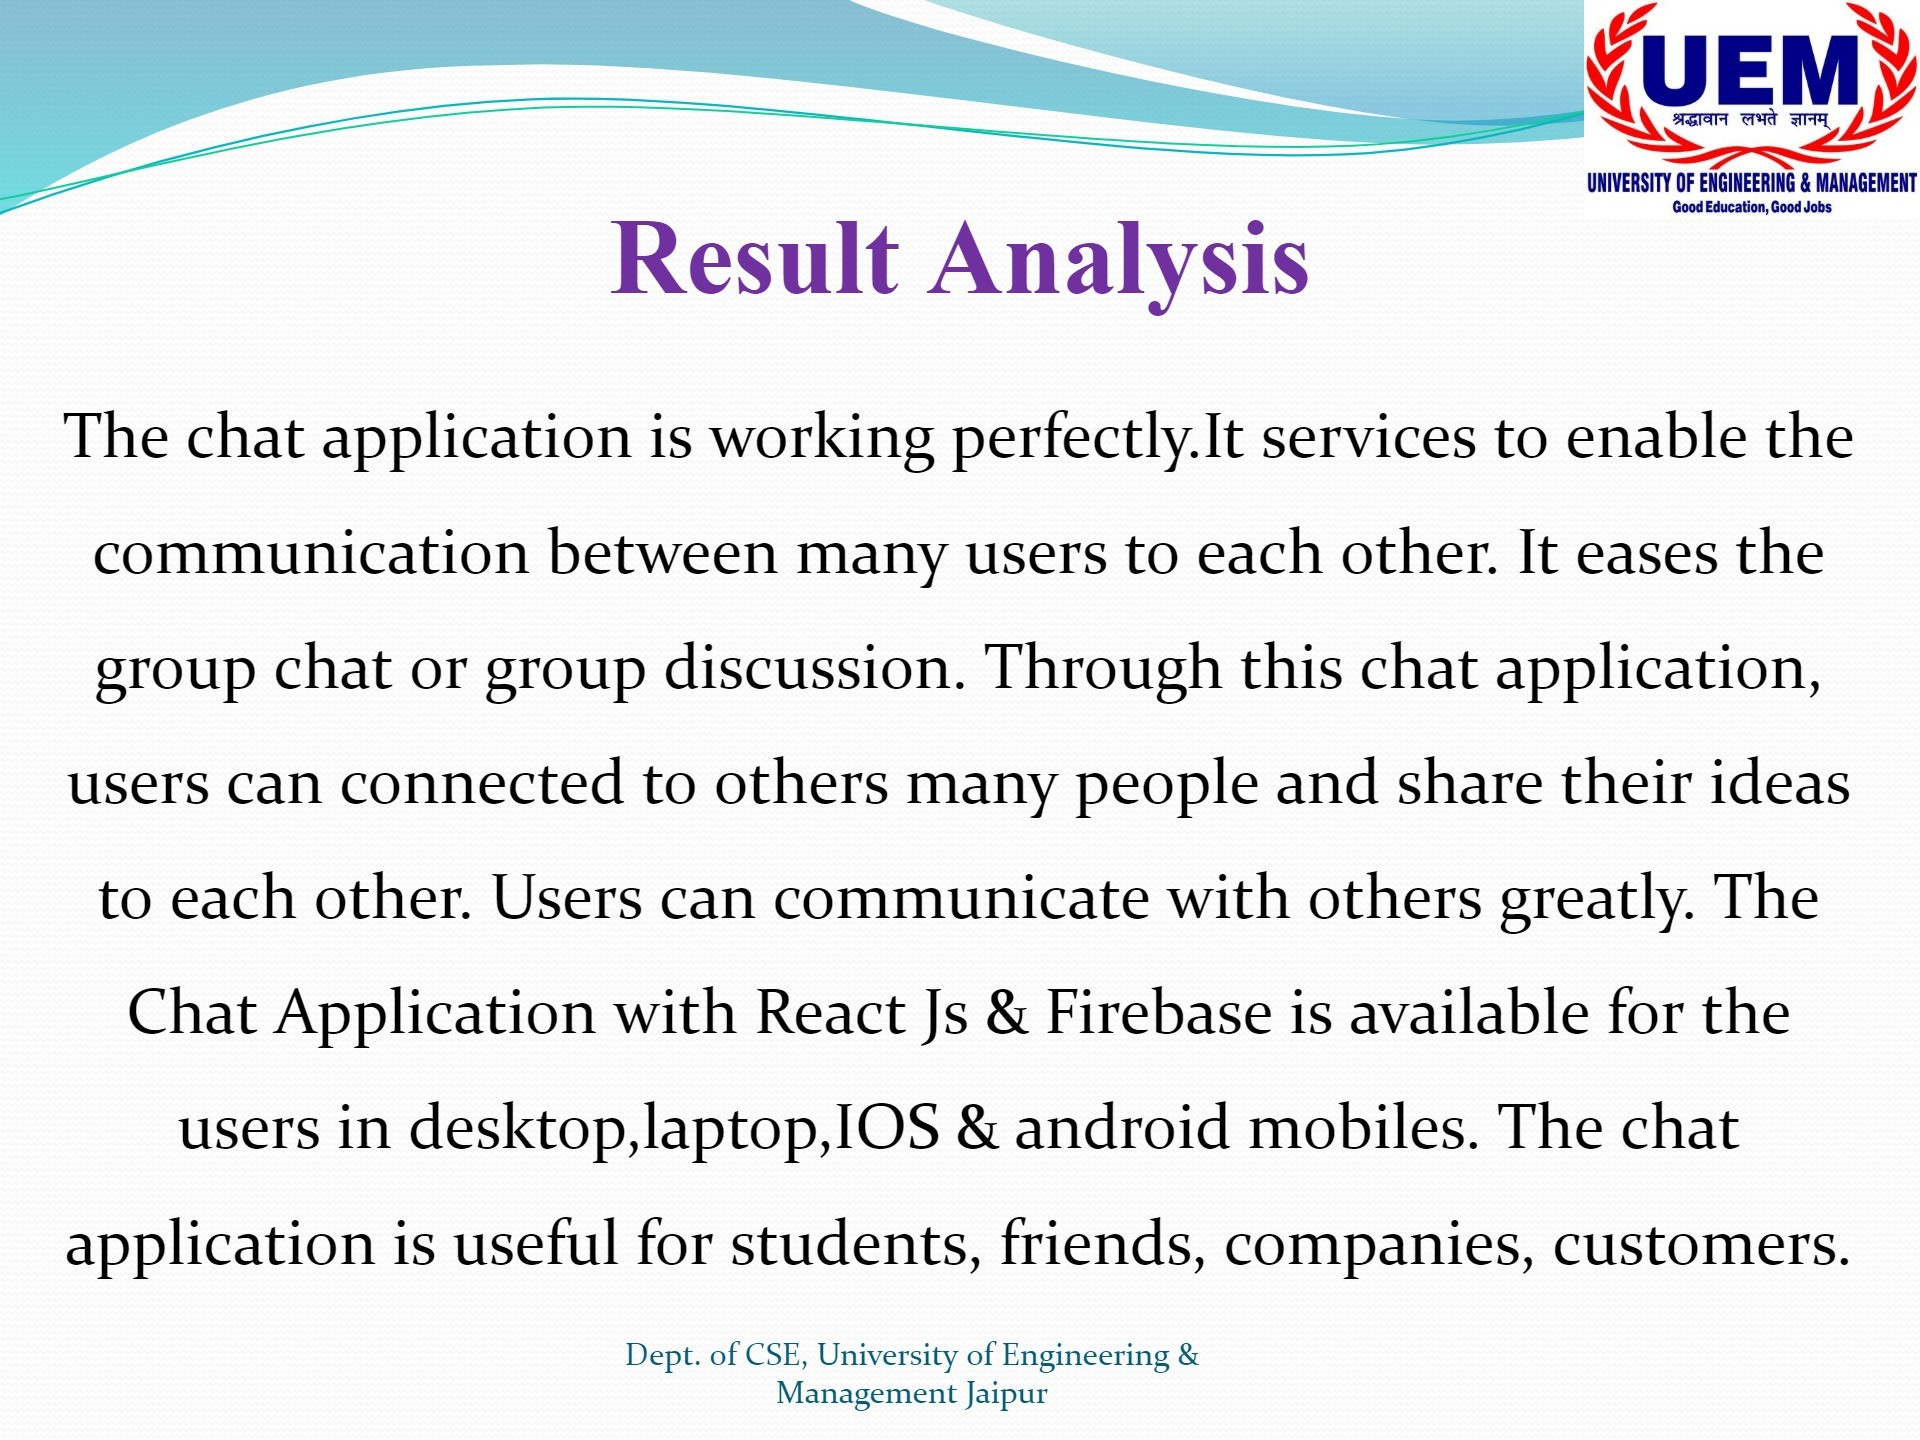 UEM
श्रद्धावान लभते ज्ञानम्
UNIVERSITY OF ENGINEERING & MANAGEMENT
Good Education, Good Jobs
Result Analysis
The chat application is working perfectly.It services to enable the
communication between many users to each other. It eases the
group chat or group discussion. Through this chat application,
users can connected to others many people and share their ideas
to each other. Users can communicate with others greatly. The
Chat Application with React Js & Firebase is available for the
users in desktop,laptop,IOS & android mobiles. The chat
application is useful for students, friends, companies, customers.
Dept. of CSE, University of Engineering &
Management Jaipur